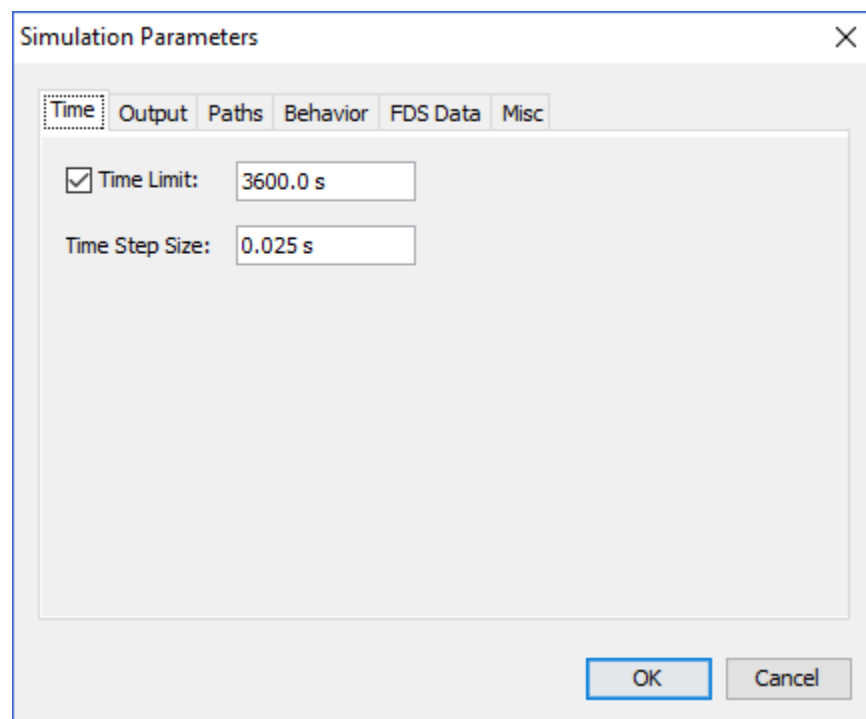 Simulation Parameters
Time Output Paths Behavior FDS Data Misc
Time Limit: 3600.0 s
Time Step Size: 0.025 s
OK Cancel